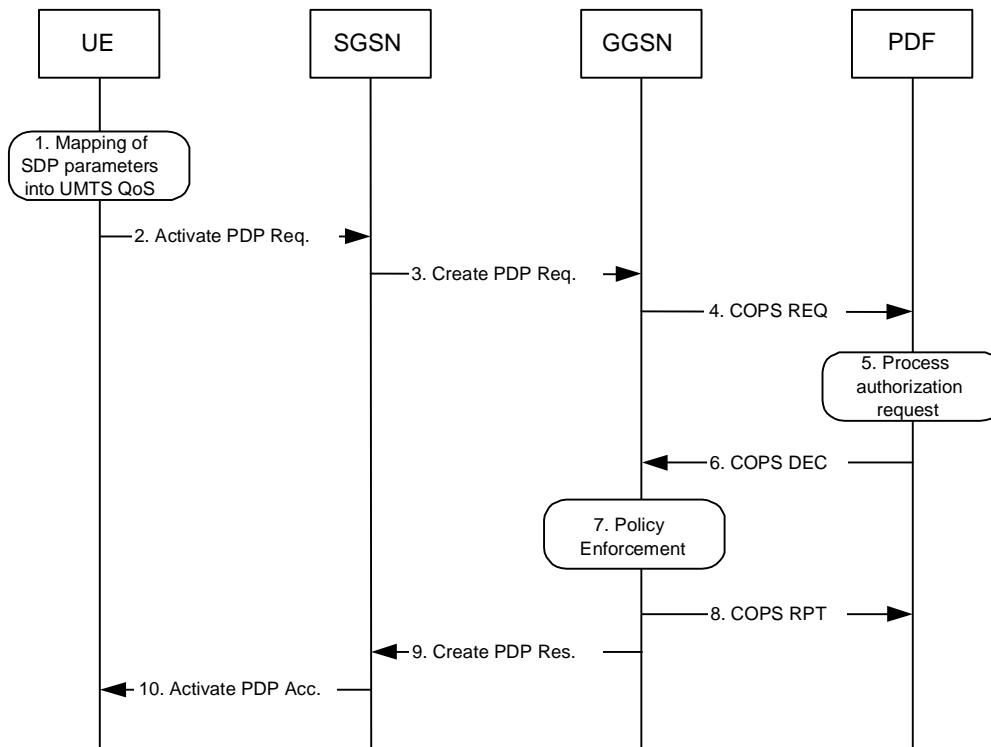 UE
SGSN
GGSN
PDF
1. Mapping of
SDP parameters
into UMTS QoS
2. Activate PDP Req.
3. Create PDP Req.
4. COPS REQ
5. Process
authorization
request
6. COPS DEC
7. Policy
Enforcement
8. COPS RPT
9. Create PDP Res.
10. Activate PDP Acc.